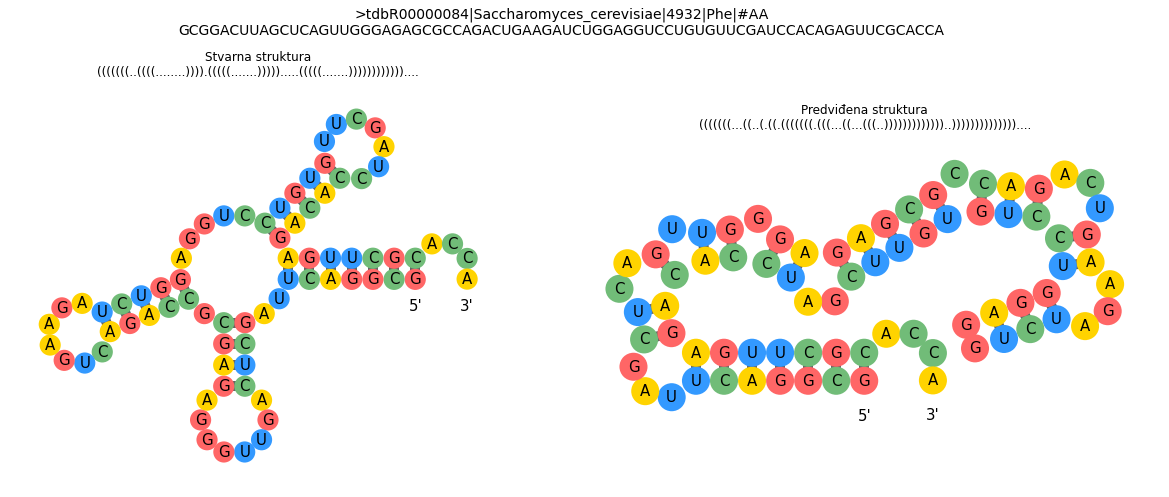 >tdbR00000084|Saccharomyces_cerevisiae|4932|Phe|#AA
GCGGACUUAGCUCAGUUGGGAGAGCGCCAGACUGAAGAUCUGGAGGUCCUGUGUUCGAUCCACAGAGUUCGCACCA
Stvarna struktura
(((((((..((((........)))).(((((.......))))).....(((((.......))))))))))))....
Predviđena struktura
(((((((...((..(.((.(((((((.(((...((...(((..)))))))))))))..))))))))))))))....
5' 3'
5' 3'